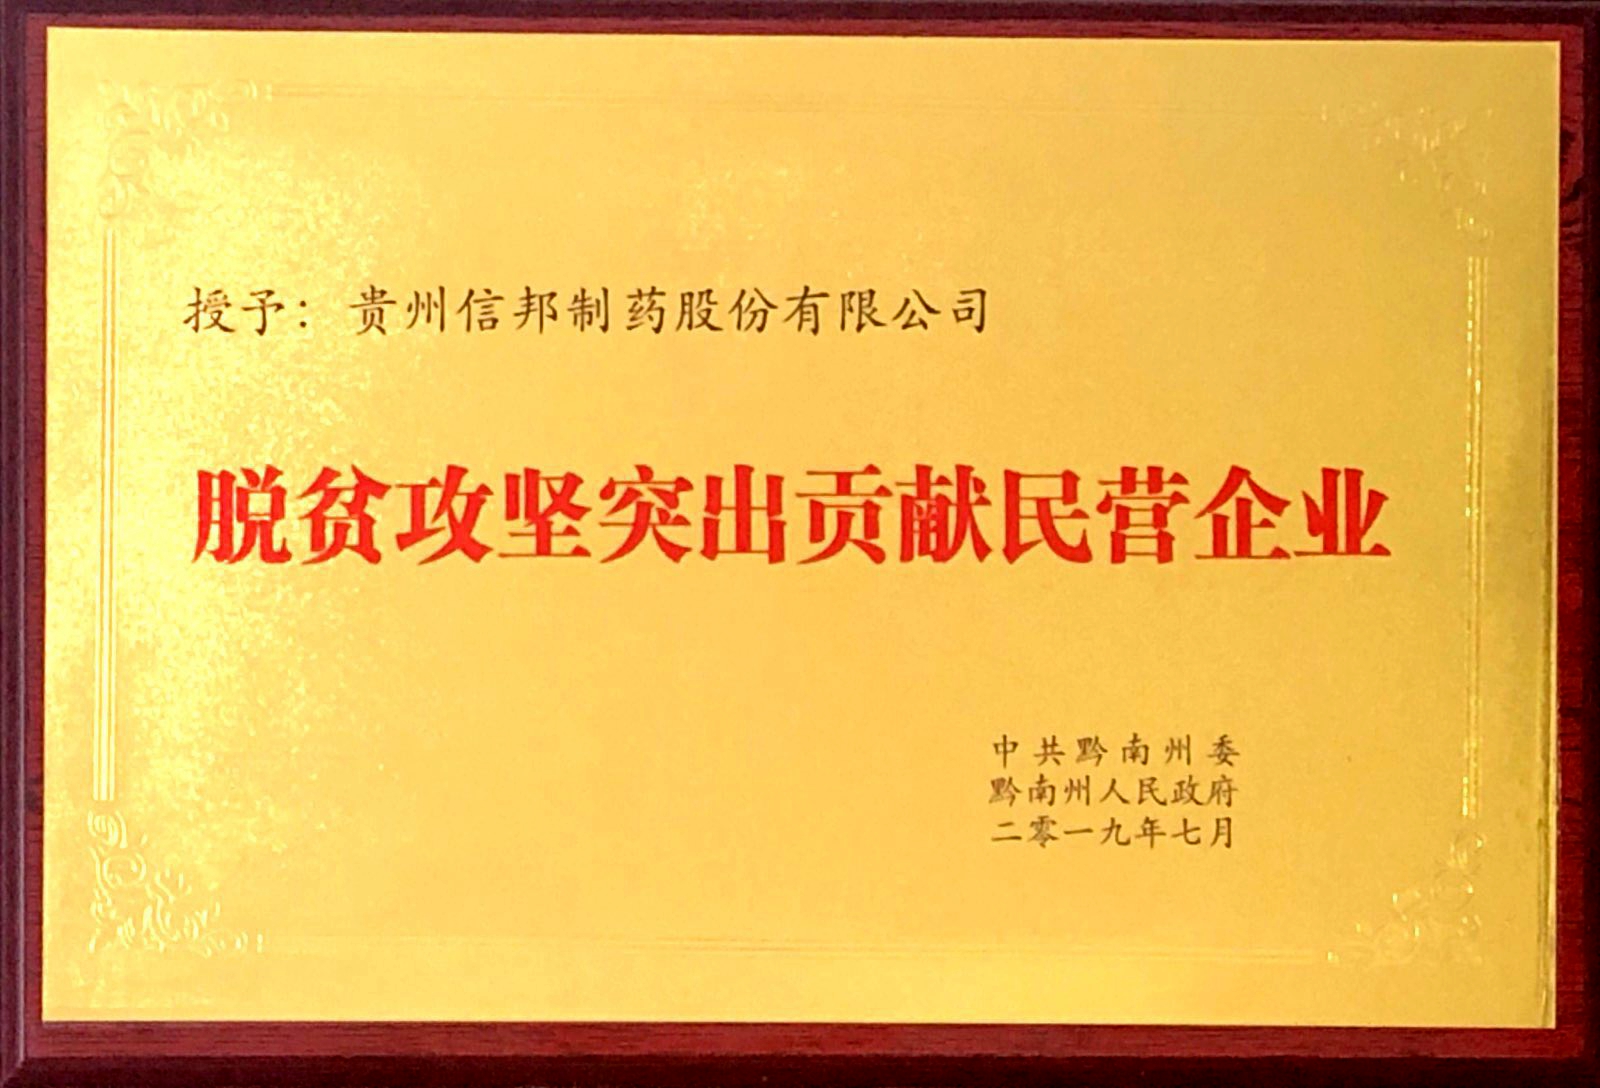 授予：贵州信邦制药股份有限公司
脱贫攻坚突出贡献民营企业
中共黔南州委
黔南州人民政府
二零一九年七月